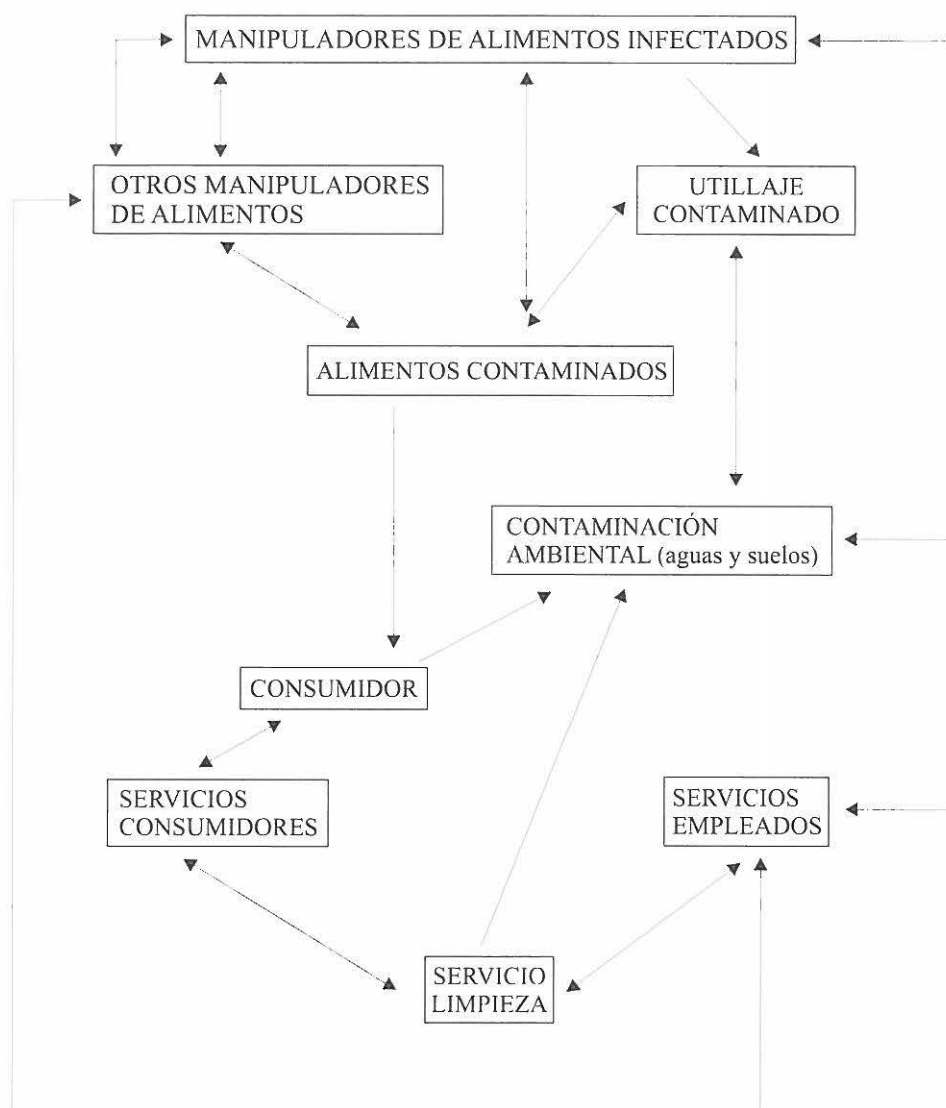 MANIPULADORES DE ALIMENTOS INFECTADOS
OTROS MANIPULADORES
DE ALIMENTOS
UTILLAJE
CONTAMINADO
ALIMENTOS CONTAMINADOS
CONTAMINACIÓN
AMBIENTAL (aguas y suelos)
CONSUMIDOR
SERVICIOS
CONSUMIDORES
SERVICIOS
EMPLEADOS
SERVICIO
LIMPIEZA